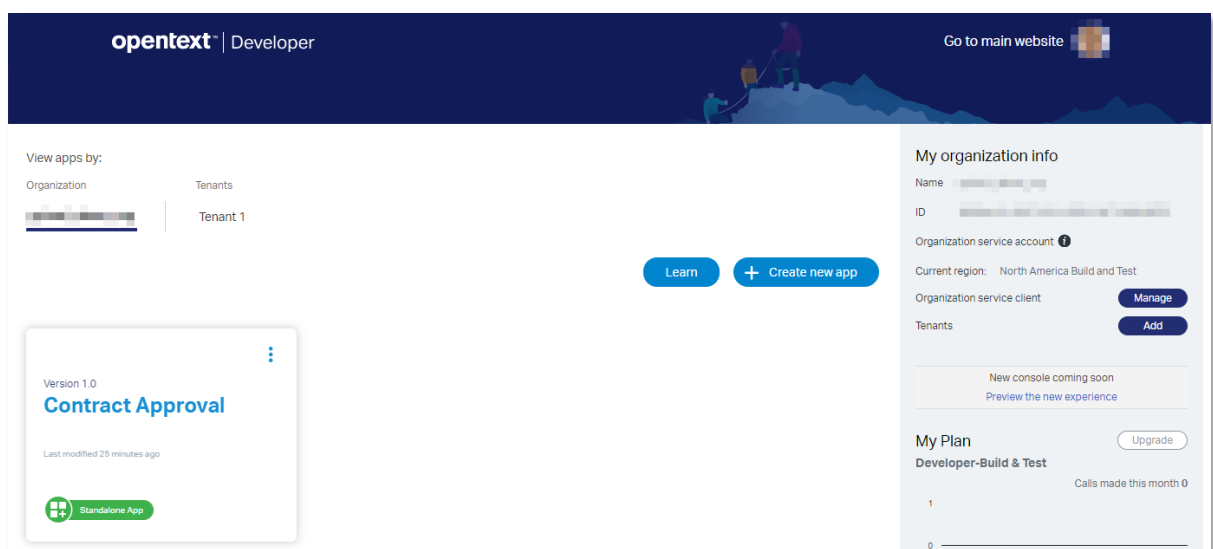 opentext™ | Developer
Go to main website
View apps by:
Organization
Tenants
Tenant 1
Learn
+ Create new app
Version 1.0
Contract Approval
Last modified 25 minutes ago
Standalone App
My organization info
Name
ID
Organization service account i
Current region: North America Build and Test
Organization service client Manage
Tenants Add
New console coming soon
Preview the new experience
My Plan Upgrade
Developer-Build & Test
Calls made this month 0
1
0